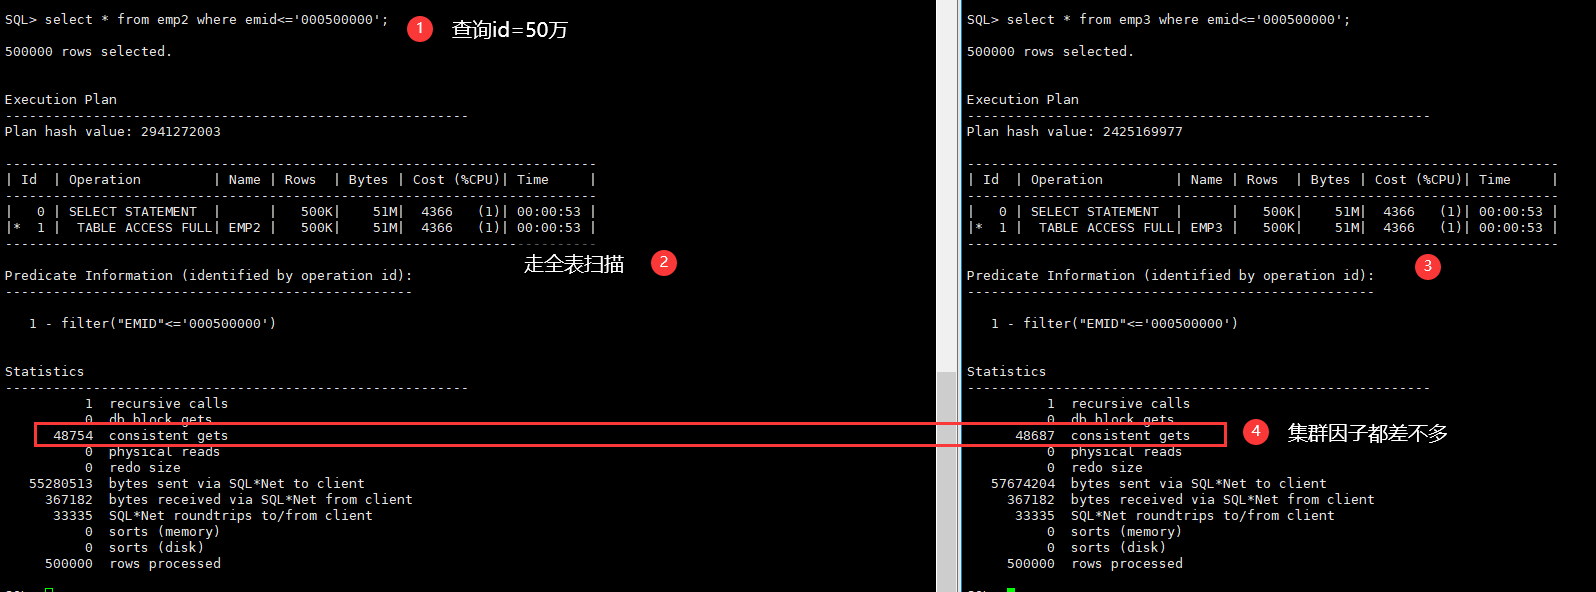 SQL> select * from emp2 where emid<='000500000';
1 查询id=50万
500000 rows selected.
Execution Plan
----------------------------------------------------------
Plan hash value: 2941272003
--------------------------------------------------------------------------
| Id  | Operation         | Name | Rows  | Bytes | Cost (%CPU)| Time     |
--------------------------------------------------------------------------
|   0 | SELECT STATEMENT  |      |   500K|    51M|  4366   (1)| 00:00:53 |
|*  1 |  TABLE ACCESS FULL| EMP2 |   500K|    51M|  4366   (1)| 00:00:53 |
--------------------------------------------------------------------------
走全表扫描 2
Predicate Information (identified by operation id):
---------------------------------------------------
1 - filter("EMID"<='000500000')
Statistics
----------------------------------------------------------
1  recursive calls
0  db block gets
48754  consistent gets
0  physical reads
0  redo size
55280513  bytes sent via SQL*Net to client
367182  bytes received via SQL*Net from client
33335  SQL*Net roundtrips to/from client
0  sorts (memory)
0  sorts (disk)
500000  rows processed
SQL> select * from emp3 where emid<='000500000';
500000 rows selected.
Execution Plan
----------------------------------------------------------
Plan hash value: 2425169977
--------------------------------------------------------------------------
| Id  | Operation         | Name | Rows  | Bytes | Cost (%CPU)| Time     |
--------------------------------------------------------------------------
|   0 | SELECT STATEMENT  |      |   500K|    51M|  4366   (1)| 00:00:53 |
|*  1 |  TABLE ACCESS FULL| EMP3 |   500K|    51M|  4366   (1)| 00:00:53 |
--------------------------------------------------------------------------
3
Predicate Information (identified by operation id):
---------------------------------------------------
1 - filter("EMID"<='000500000')
Statistics
----------------------------------------------------------
1  recursive calls
0  db block gets
48687  consistent gets
4 集群因子都差不多
0  physical reads
0  redo size
57674204  bytes sent via SQL*Net to client
367182  bytes received via SQL*Net from client
33335  SQL*Net roundtrips to/from client
0  sorts (memory)
0  sorts (disk)
500000  rows processed